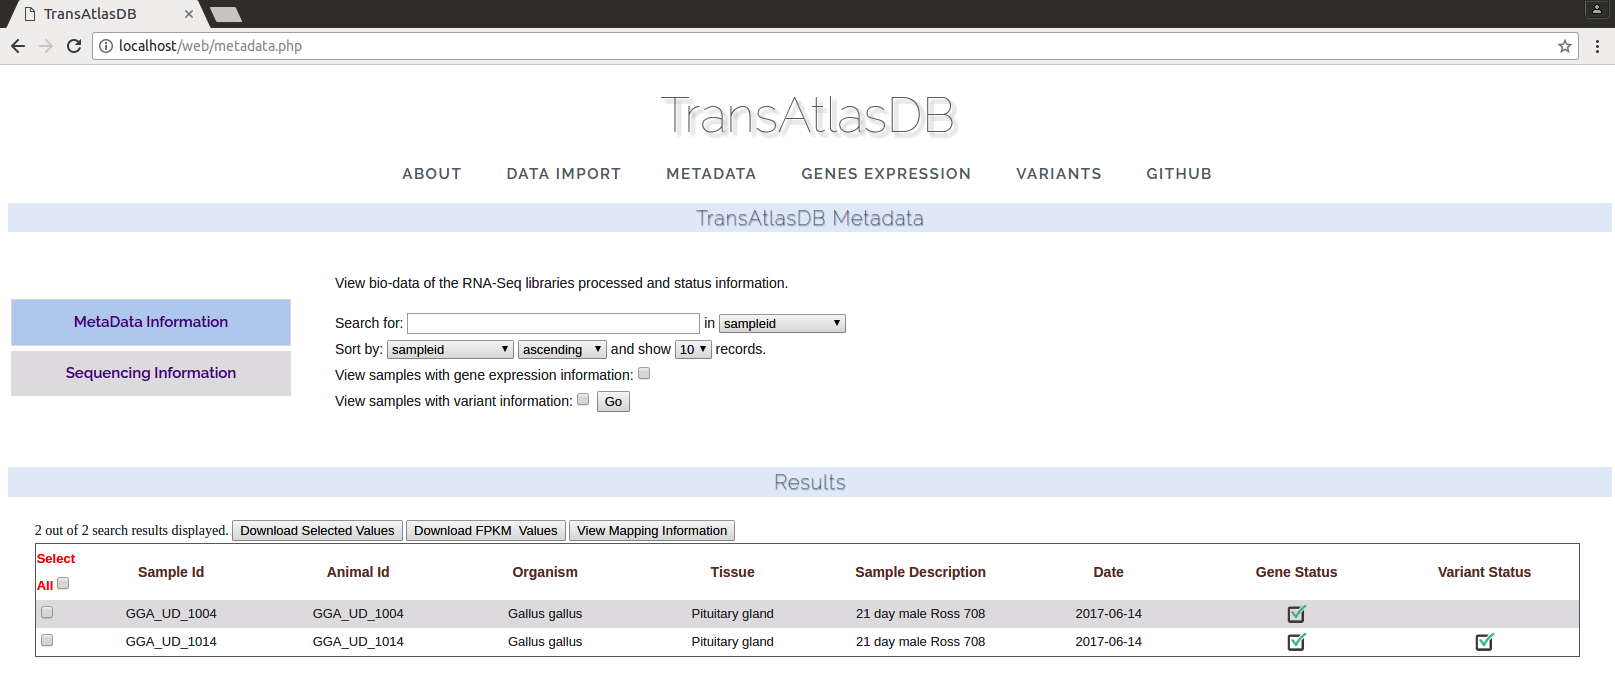 TransAtlasDB
localhost/web/metadata.php
TransAtlasDB
ABOUT DATA IMPORT METADATA GENES EXPRESSION VARIANTS GITHUB
TransAtlasDB Metadata
View bio-data of the RNA-Seq libraries processed and status information.
MetaData Information
Sequencing Information
Search for: in sampleid
Sort by: sampleid ascending and show 10 records.
View samples with gene expression information:
View samples with variant information: Go
Results
2 out of 2 search results displayed. Download Selected Values Download FPKM Values View Mapping Information
Select All Sample Id Animal Id Organism Tissue Sample Description Date Gene Status Variant Status
GGA_UD_1004 GGA_UD_1004 Gallus gallus Pituitary gland 21 day male Ross 708 2017-06-14
GGA_UD_1014 GGA_UD_1014 Gallus gallus Pituitary gland 21 day male Ross 708 2017-06-14